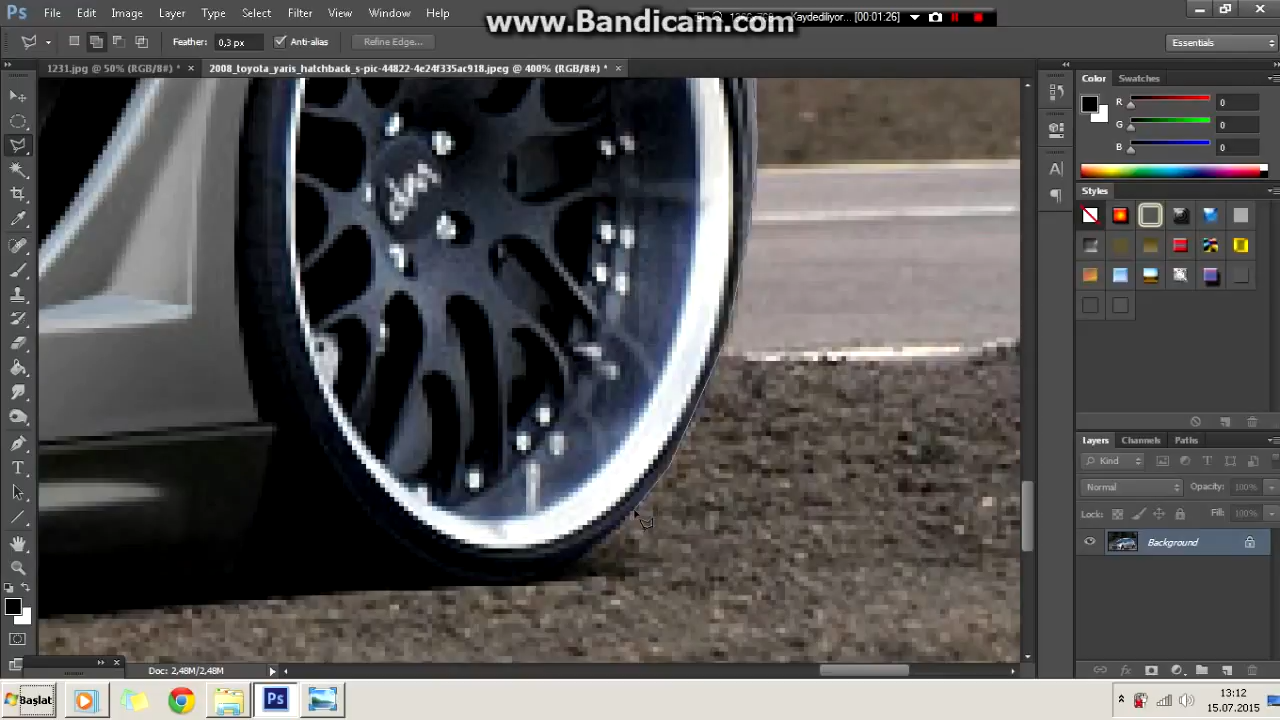 www.Bandicam.com
Kaydediliyor... [00:01:26]
Ps File Edit Image Layer Type Select Filter 3D View Window Help
Feather: 0,3 px Anti-alias Refine Edge... Essentials
1231.jpg @ 50% (RGB/8#) * × 2008_toyota_yaris_hatchback_s-pic-44822-4e24f335ac918.jpeg @ 400% (RGB/8#) * ×
Color Swatches
R 0
G 0
B 0
Styles
Layers Channels Paths
Kind
Normal Opacity: 100%
Lock: Fill: 100%
Background
Doc: 2,48M/2,48M
Başlat
Ps
13:12
15.07.2015